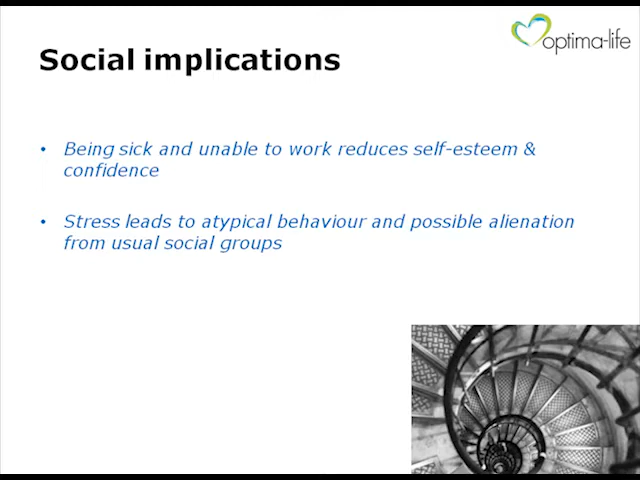 optima-life
Social implications
• Being sick and unable to work reduces self-esteem &
confidence
• Stress leads to atypical behaviour and possible alienation
from usual social groups